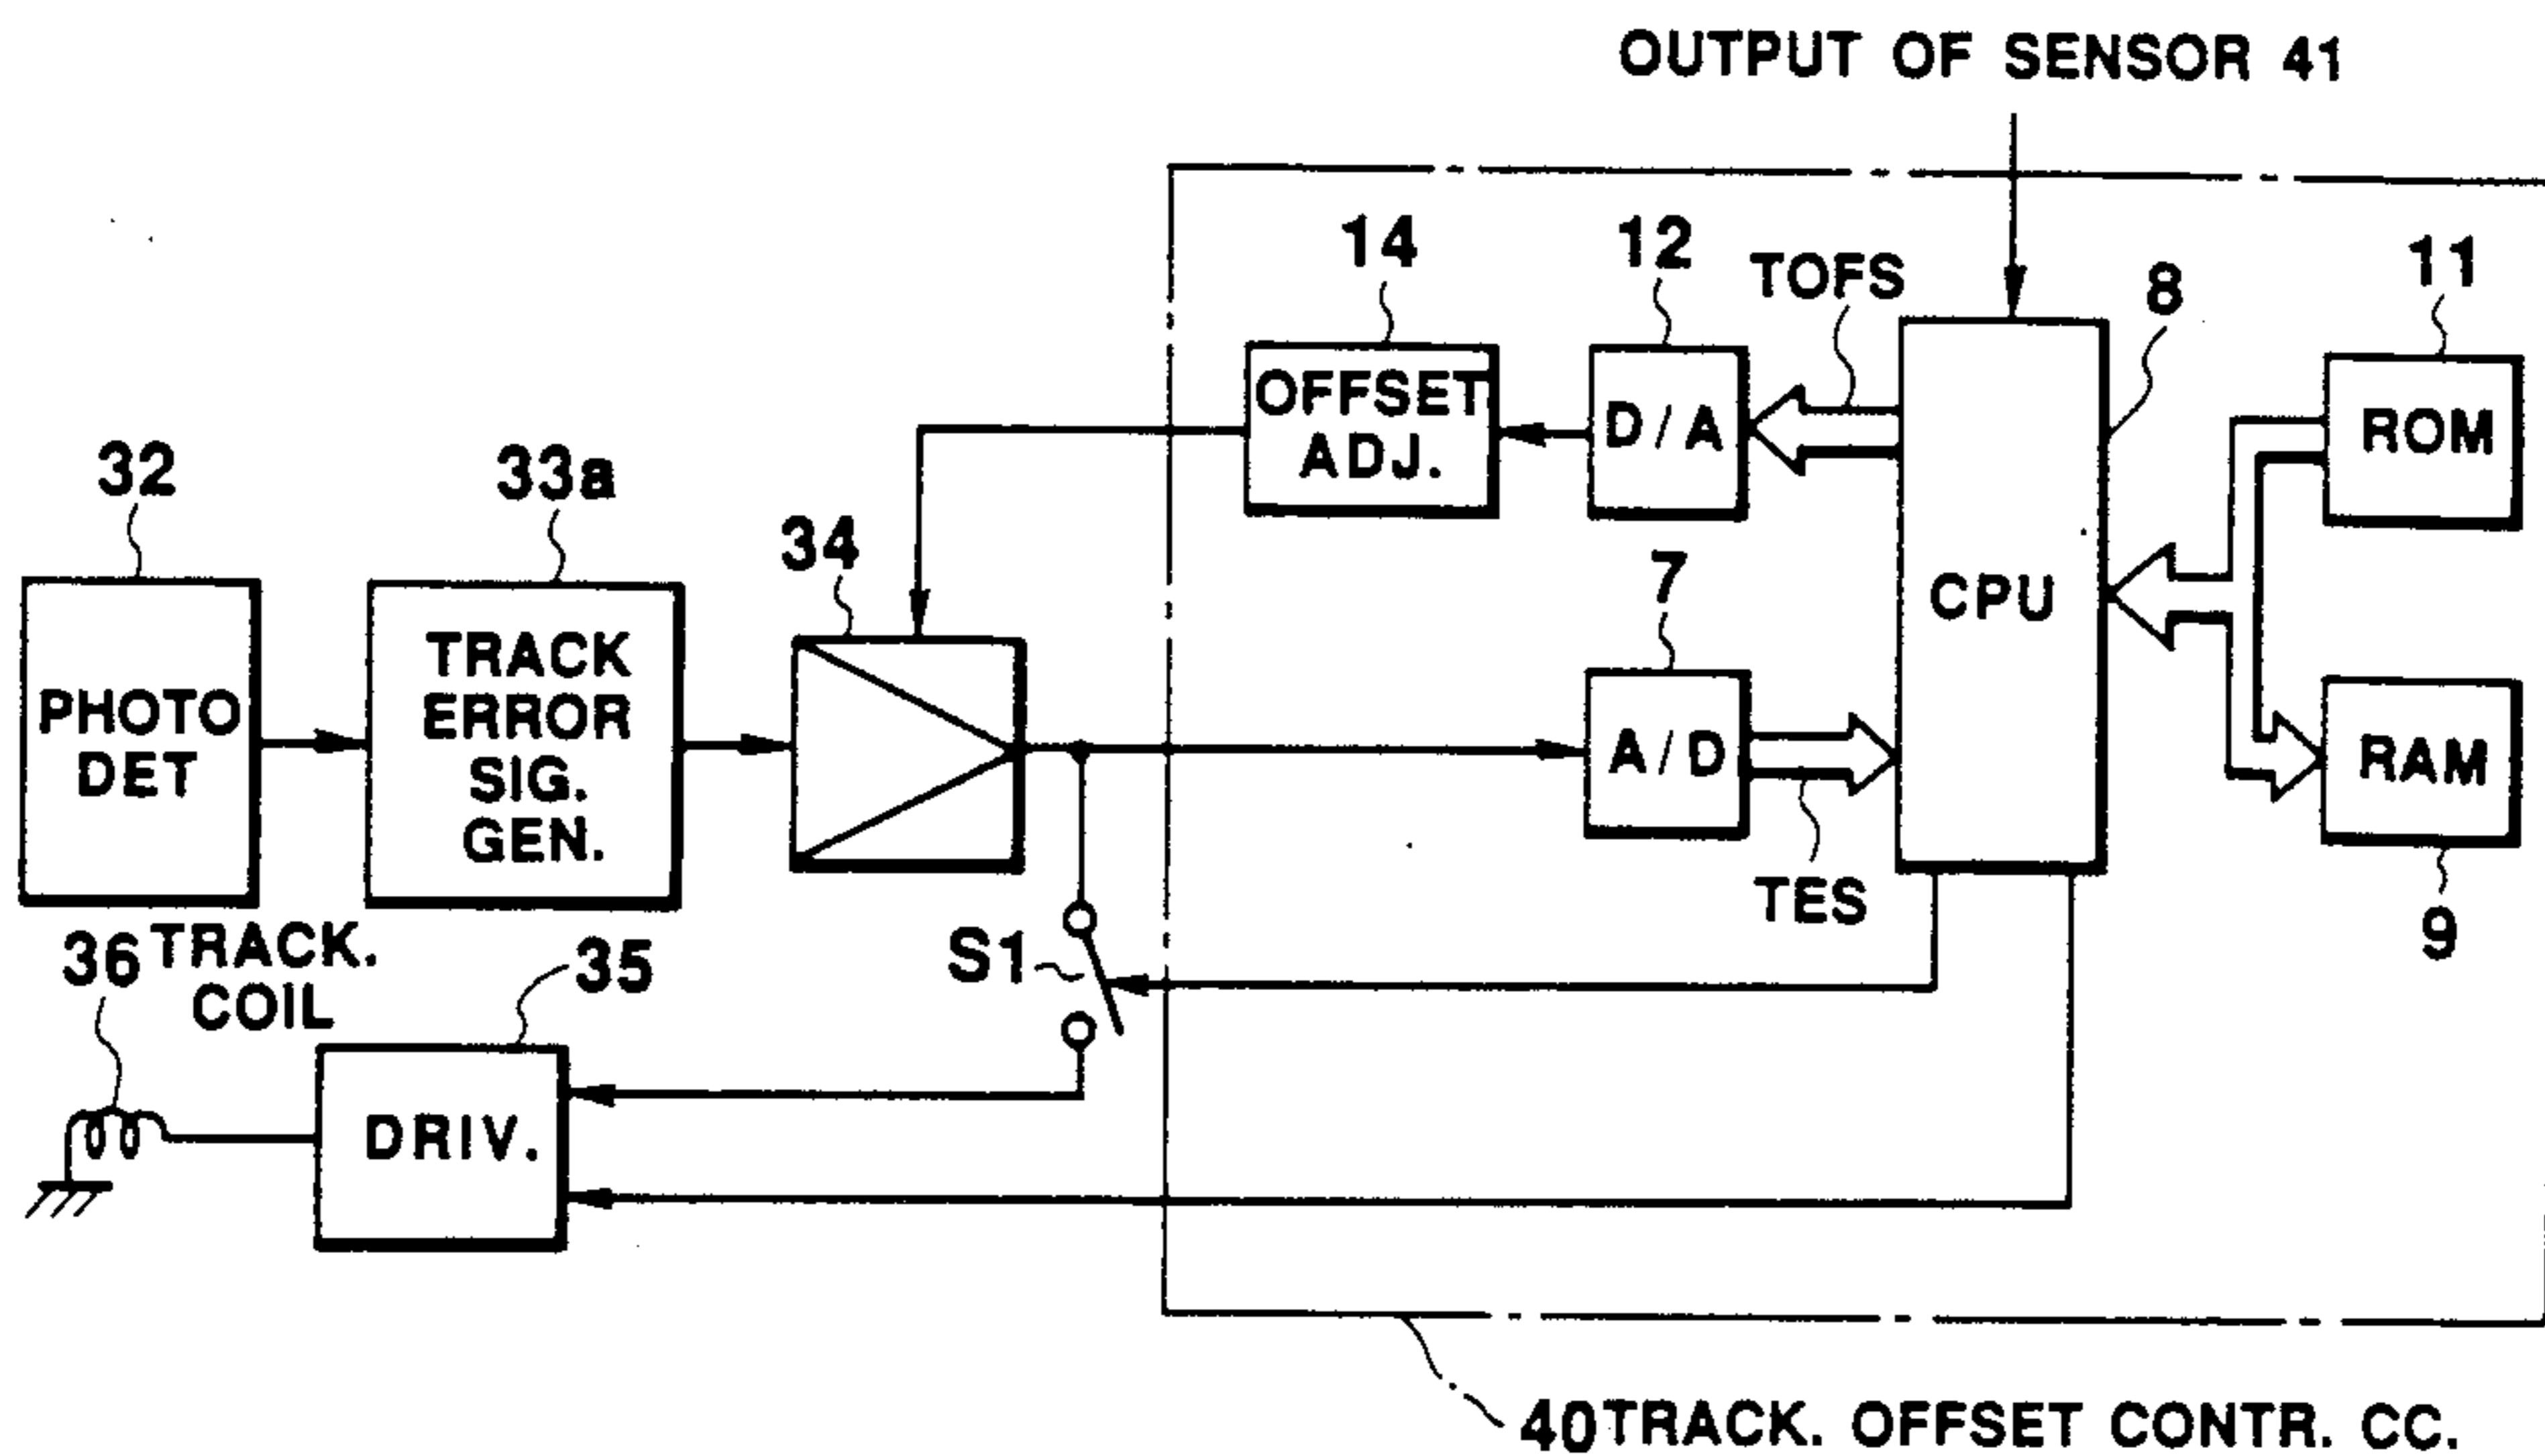 OUTPUT OF SENSOR 41
14
12
TOFS
8
11
OFFSET
ADJ.
D/A
ROM
32
33a
34
7
CPU
PHOTO
DET
TRACK
ERROR
SIG.
GEN.
A/D
RAM
TES
9
36 TRACK.
COIL
35
S1
DRIV.
40 TRACK. OFFSET CONTR. CC.